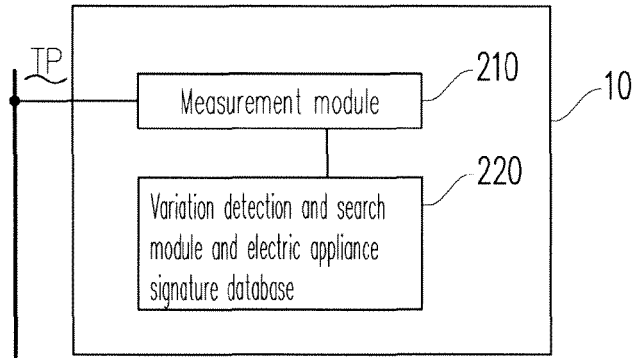 TP
210
Measurement module
10
220
Variation detection and search
module and electric appliance
signature database